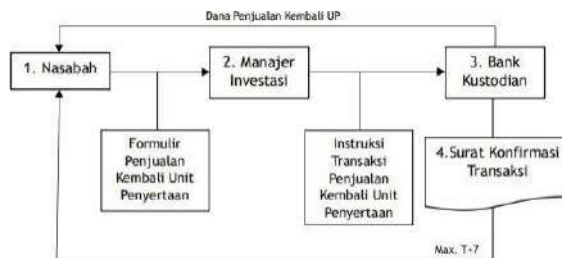 Dana Penjualan Kembali UP
1. Nasabah
2. Manajer
Investasi
3. Bank
Kustodian
Formulir
Penjualan
Kembali Unit
Penyertaan
Instruksi
Transaksi
Penjualan
Kembali Unit
Penyertaan
4.Surat Konfirmasi
Transaksi
Max. T+7